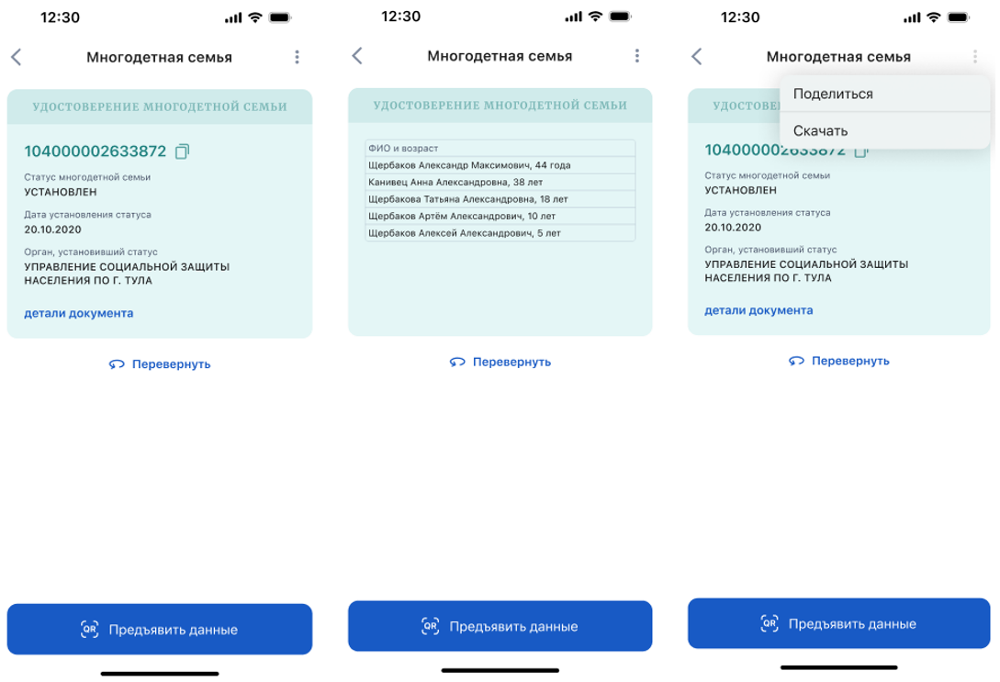 12:30
Многодетная семья
УДОСТОВЕРЕНИЕ МНОГОДЕТНОЙ СЕМЬИ
104000002633872
Статус многодетной семьи
УСТАНОВЛЕН
Дата установления статуса
20.10.2020
Орган, установивший статус
УПРАВЛЕНИЕ СОЦИАЛЬНОЙ ЗАЩИТЫ
НАСЕЛЕНИЯ ПО Г. ТУЛА
детали документа
Перевернуть
QR Предъявить данные
12:30
Многодетная семья
УДОСТОВЕРЕНИЕ МНОГОДЕТНОЙ СЕМЬИ
ФИО и возраст
Щербаков Александр Максимович, 44 года
Канивец Анна Александровна, 38 лет
Щербакова Татьяна Александровна, 18 лет
Щербаков Артём Александрович, 10 лет
Щербаков Алексей Александрович, 5 лет
Перевернуть
QR Предъявить данные
12:30
Многодетная семья
Поделиться
Скачать
УДОСТОВЕ
104000002633872
Статус многодетной семьи
УСТАНОВЛЕН
Дата установления статуса
20.10.2020
Орган, установивший статус
УПРАВЛЕНИЕ СОЦИАЛЬНОЙ ЗАЩИТЫ
НАСЕЛЕНИЯ ПО Г. ТУЛА
детали документа
Перевернуть
QR Предъявить данные